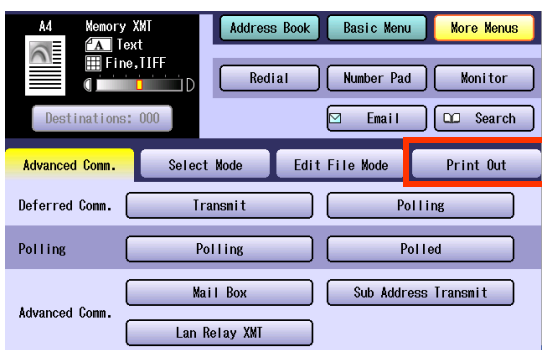 A4 Memory XMT
A Text
Fine,TIFF
D
Destinations: 000
Address Book Basic Menu More Menus
Redial Number Pad Monitor
Email Search
Advanced Comm. Select Mode Edit File Mode Print Out
Deferred Comm. Transmit Polling
Polling Polling Polled
Advanced Comm. Mail Box Sub Address Transmit
Lan Relay XMT